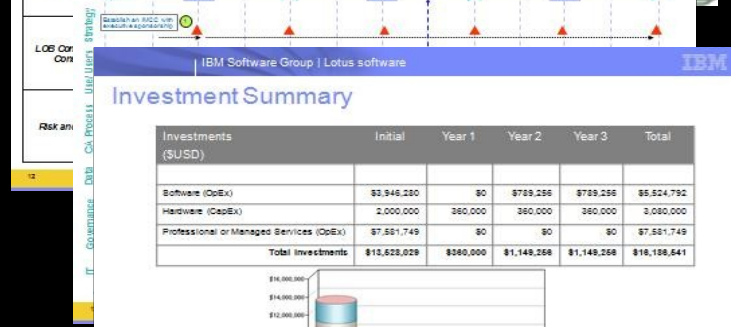 Strategy
Establish an IMCC with
executive sponsorship
1
LOB Con
Com
Use/ Users
Risk an
CA Process
12
Data
Governance
IT
IBM Software Group | Lotus software
IBM
Investment Summary
Investments
($USD) Initial Year 1 Year 2 Year 3 Total
Software (OpEx) $3,946,280 $0 $789,256 $789,256 $5,524,792
Hardware (CapEx) 2,000,000 360,000 360,000 360,000 3,080,000
Professional or Managed Services (OpEx) $7,581,749 $0 $0 $0 $7,581,749
Total Investments $13,528,029 $360,000 $1,149,256 $1,149,256 $16,186,541
$16,000,000
$14,000,000
$12,000,000